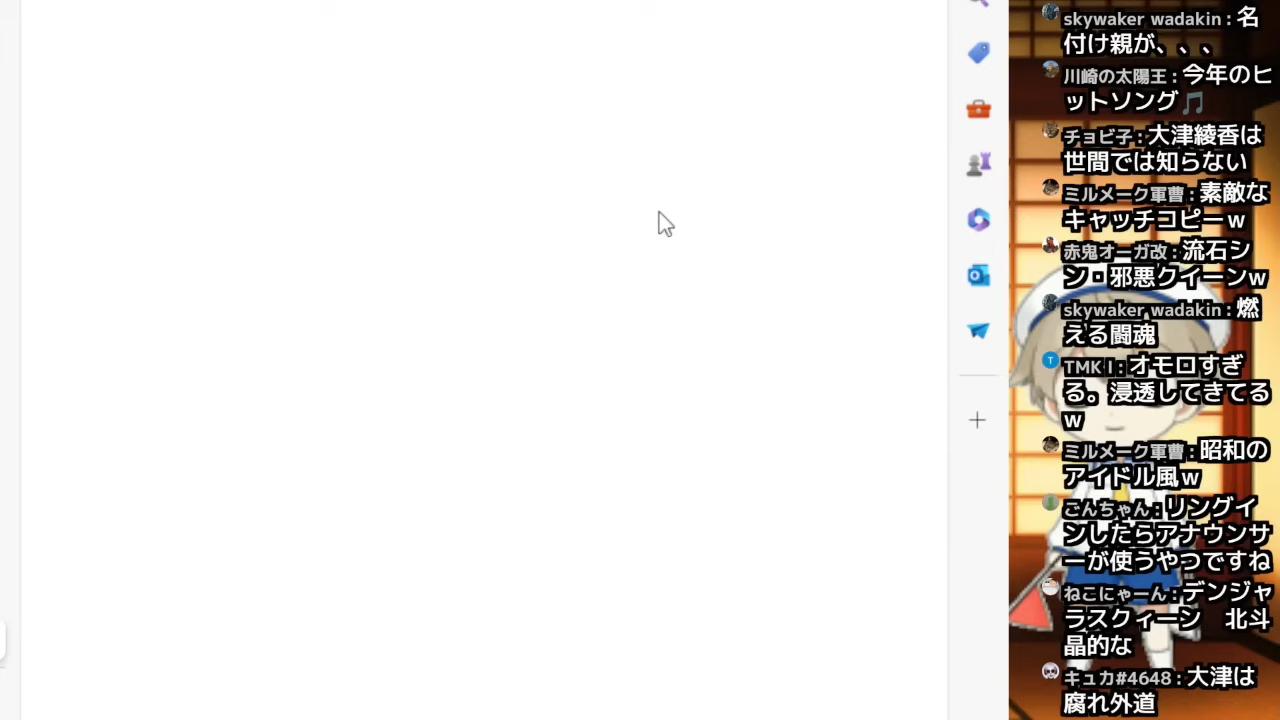 skywaker wadakin : 名
付け親が、、、
川崎の太陽王 : 今年のヒ
ットソング🎵
チョビ子 : 大津綾香は
世間では知らない
ミルメーク軍曹 : 素敵な
キャッチコピーw
赤鬼オーガ改 : 流石シ
ン・邪悪クイーンw
skywaker wadakin : 燃
える闘魂
T
TMK I : オモロすぎ
る。浸透してきてる
w
ミルメーク軍曹 : 昭和の
アイドル風w
ごんちゃん : リングイ
ンしたらアナウンサ
ーが使うやつですね
ねこにゃーん : デンジャ
ラスクィーン　北斗
晶的な
キュカ#4648 : 大津は
腐れ外道